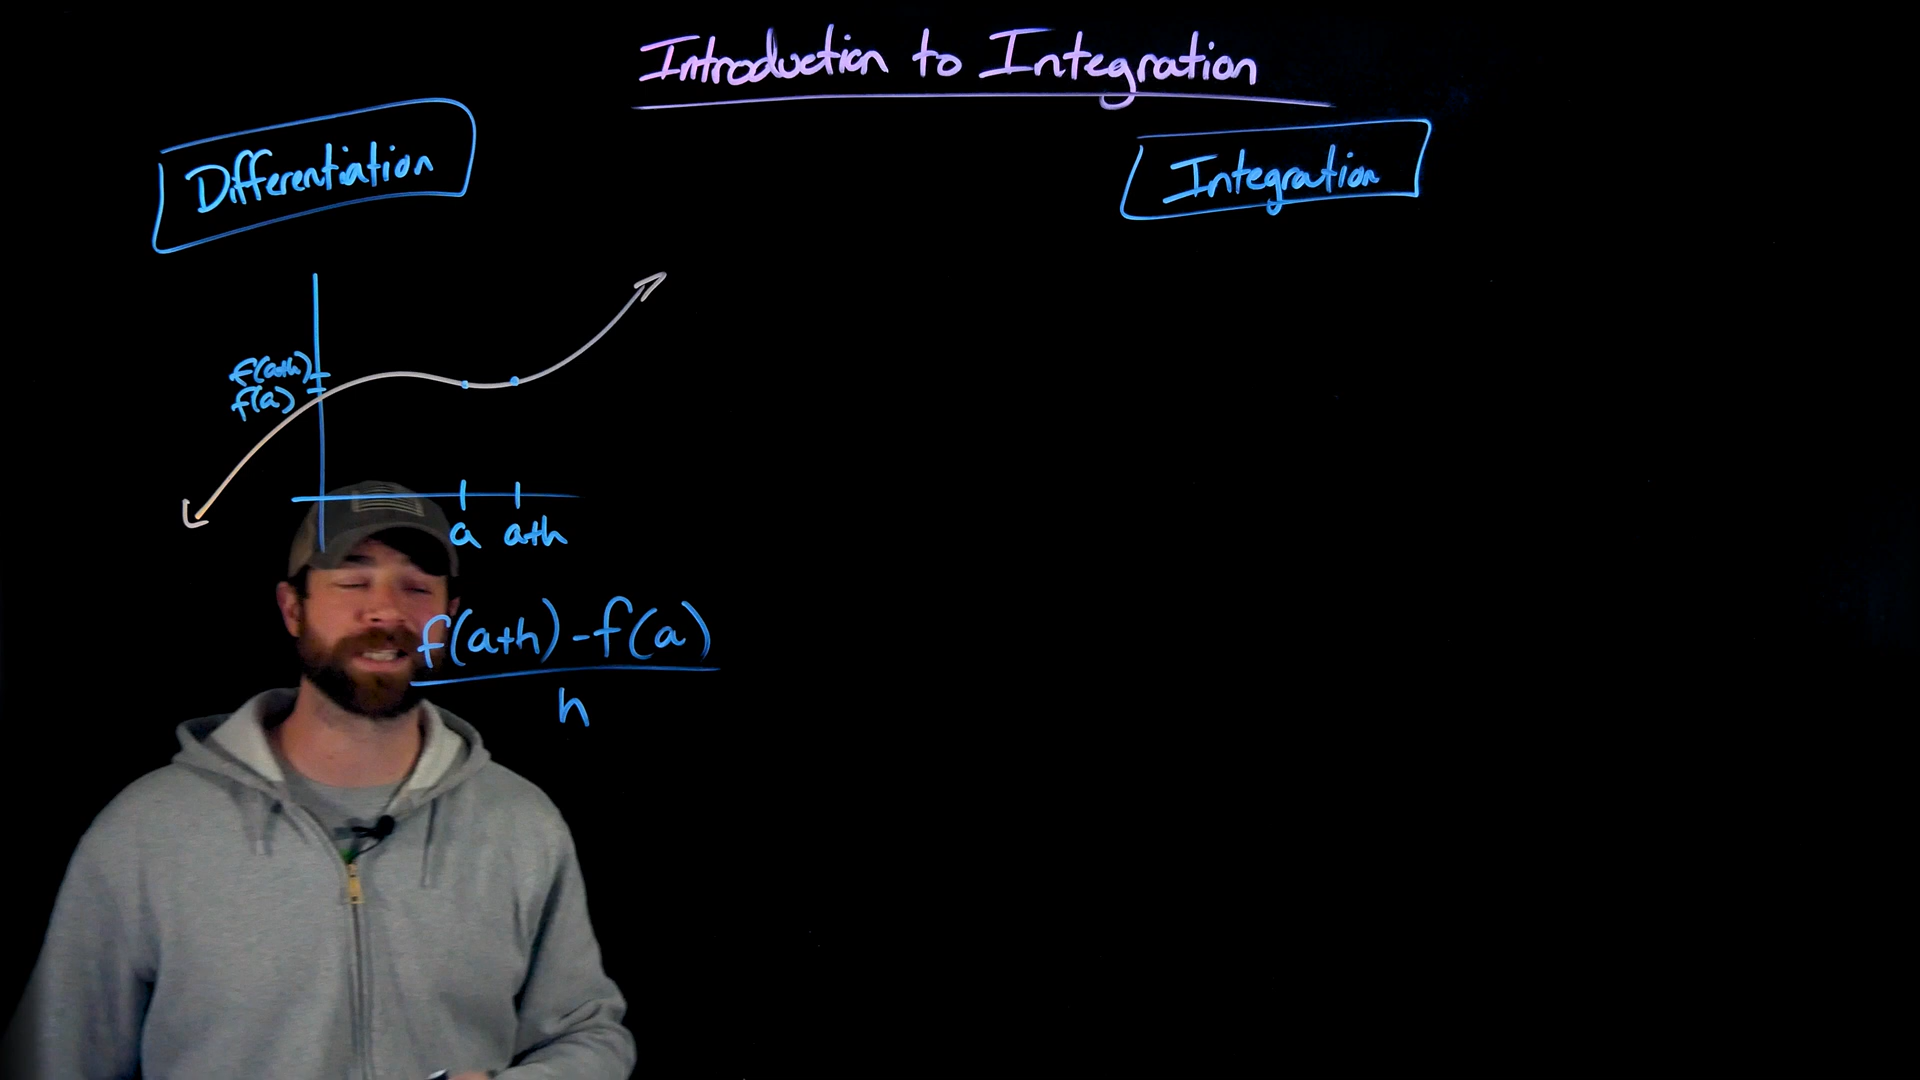 Introduction to Integration
Differentiation
Integration
f(a+h)
f(a)
a a+h
f(a+h) - f(a)
h